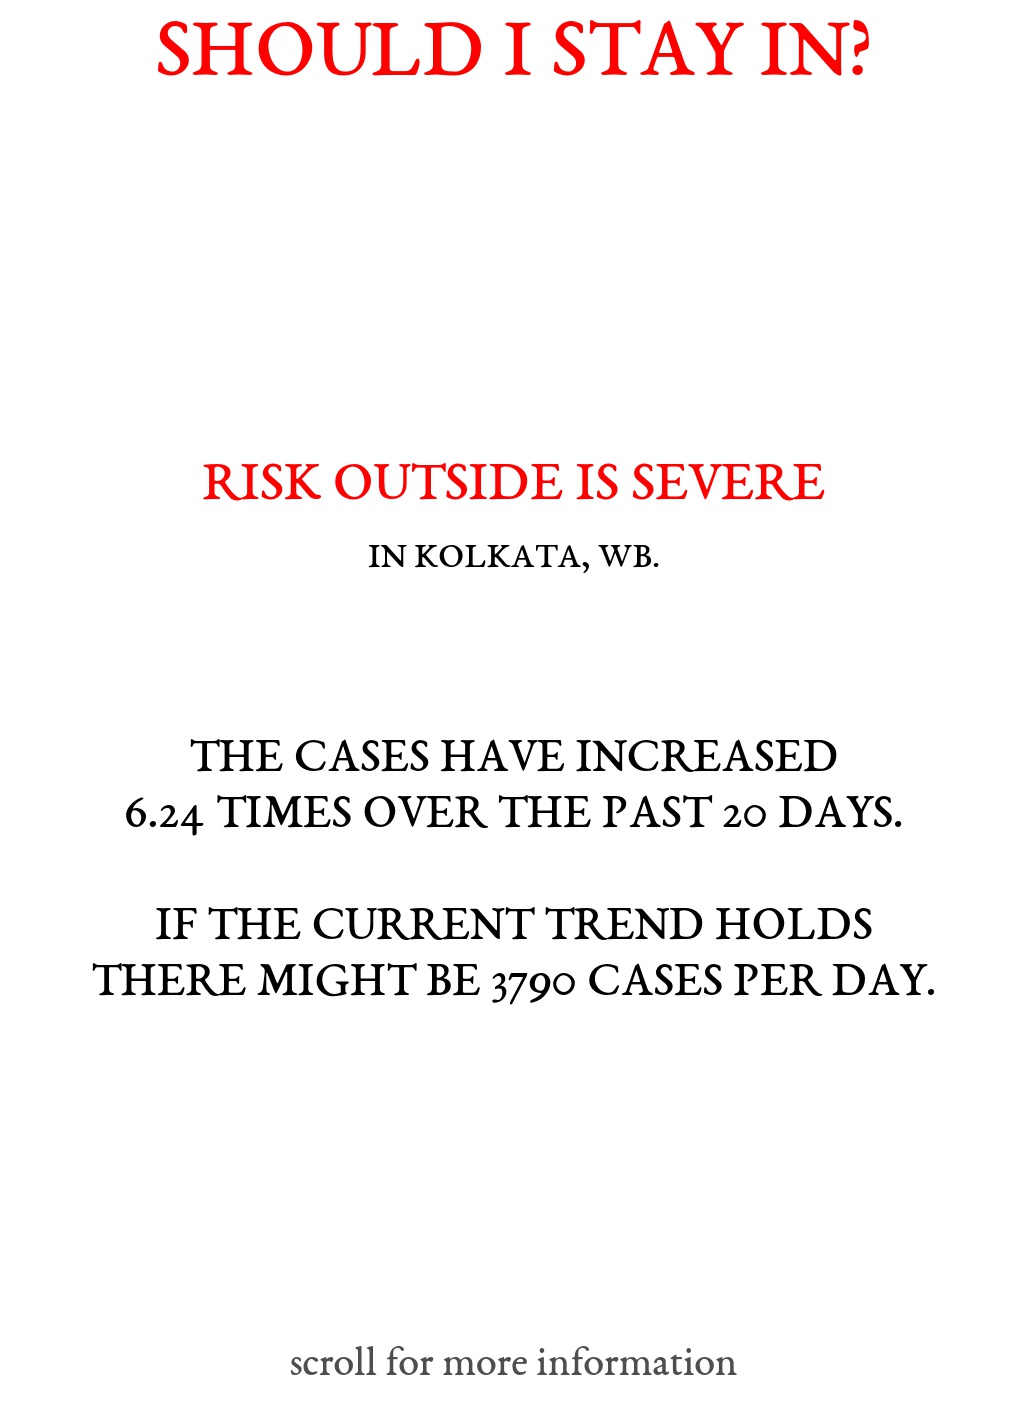 SHOULD I STAY IN?
RISK OUTSIDE IS SEVERE
IN KOLKATA, WB.
THE CASES HAVE INCREASED
6.24 TIMES OVER THE PAST 20 DAYS.
IF THE CURRENT TREND HOLDS
THERE MIGHT BE 3790 CASES PER DAY.
scroll for more information